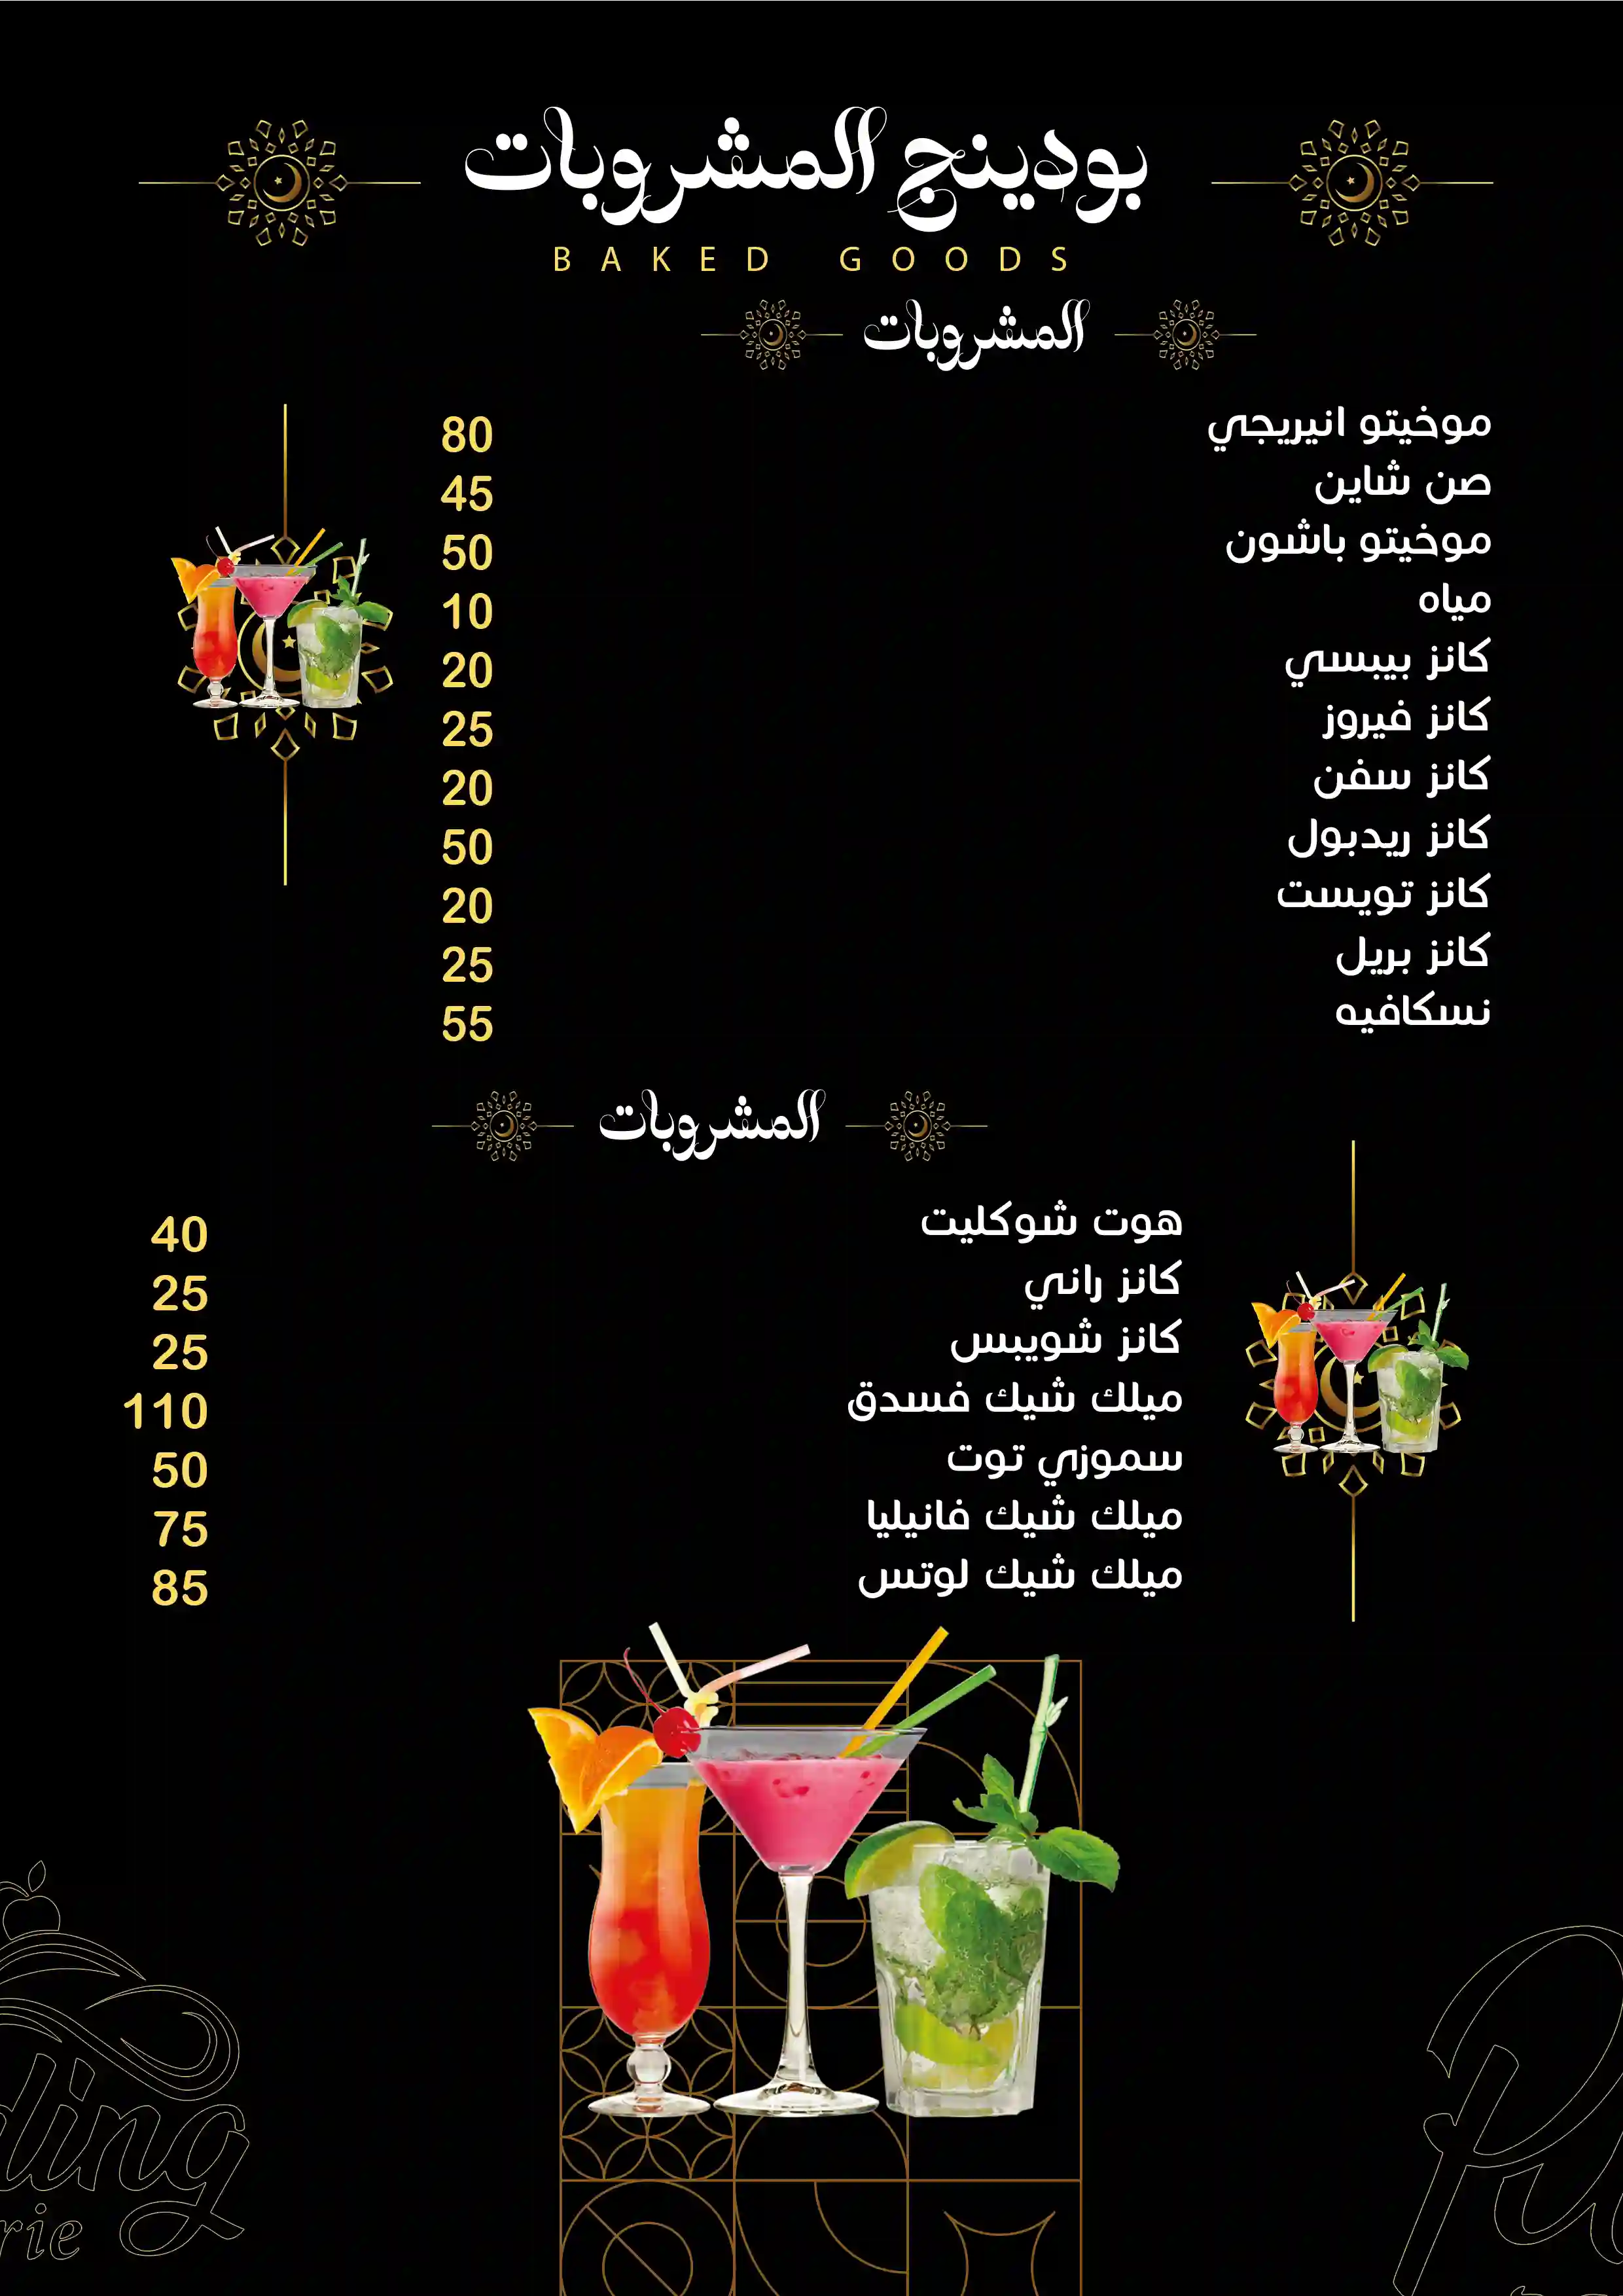 بودينج المشروبات
BAKED GOODS
المشروبات
موخيتو انيريجي 80
صن شاين 45
موخيتو باشون 50
مياه 10
كانز بيبسي 20
كانز فيروز 25
كانز سفن 20
كانز ريدبول 50
كانز تويست 20
كانز بريل 25
نسكافيه 55
المشروبات
هوت شوكليت 40
كانز راني 25
كانز شويبس 25
ميلك شيك فسدق 110
سموزي توت 50
ميلك شيك فانيليا 75
ميلك شيك لوتس 85